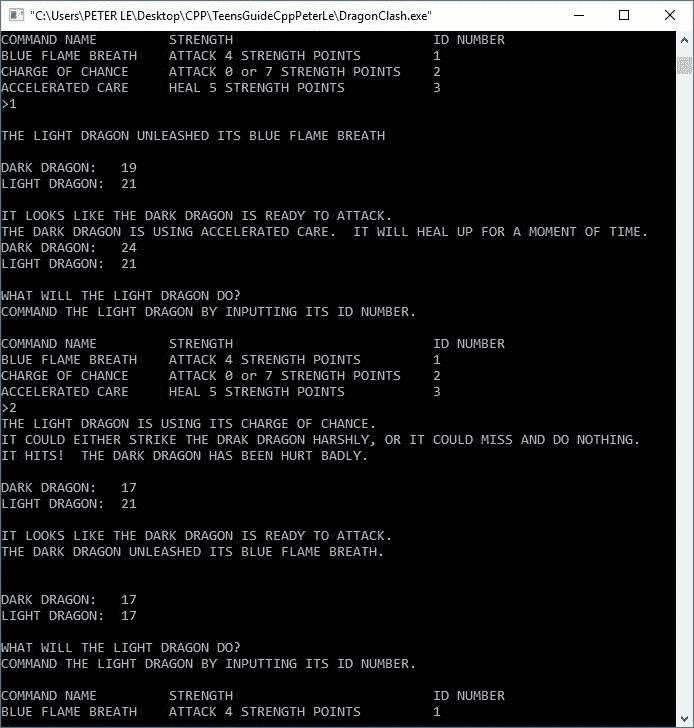 "C:\Users\PETER LE\Desktop\CPP\TeensGuideCppPeterLe\DragonClash.exe"
COMMAND NAME STRENGTH ID NUMBER
BLUE FLAME BREATH ATTACK 4 STRENGTH POINTS 1
CHARGE OF CHANCE ATTACK 0 or 7 STRENGTH POINTS 2
ACCELERATED CARE HEAL 5 STRENGTH POINTS 3
>1
THE LIGHT DRAGON UNLEASHED ITS BLUE FLAME BREATH
DARK DRAGON: 19
LIGHT DRAGON: 21
IT LOOKS LIKE THE DARK DRAGON IS READY TO ATTACK.
THE DARK DRAGON IS USING ACCELERATED CARE. IT WILL HEAL UP FOR A MOMENT OF TIME.
DARK DRAGON: 24
LIGHT DRAGON: 21
WHAT WILL THE LIGHT DRAGON DO?
COMMAND THE LIGHT DRAGON BY INPUTTING ITS ID NUMBER.
COMMAND NAME STRENGTH ID NUMBER
BLUE FLAME BREATH ATTACK 4 STRENGTH POINTS 1
CHARGE OF CHANCE ATTACK 0 or 7 STRENGTH POINTS 2
ACCELERATED CARE HEAL 5 STRENGTH POINTS 3
>2
THE LIGHT DRAGON IS USING ITS CHARGE OF CHANCE.
IT COULD EITHER STRIKE THE DRAK DRAGON HARSHLY, OR IT COULD MISS AND DO NOTHING.
IT HITS! THE DARK DRAGON HAS BEEN HURT BADLY.
DARK DRAGON: 17
LIGHT DRAGON: 21
IT LOOKS LIKE THE DARK DRAGON IS READY TO ATTACK.
THE DARK DRAGON UNLEASHED ITS BLUE FLAME BREATH.
DARK DRAGON: 17
LIGHT DRAGON: 17
WHAT WILL THE LIGHT DRAGON DO?
COMMAND THE LIGHT DRAGON BY INPUTTING ITS ID NUMBER.
COMMAND NAME STRENGTH ID NUMBER
BLUE FLAME BREATH ATTACK 4 STRENGTH POINTS 1